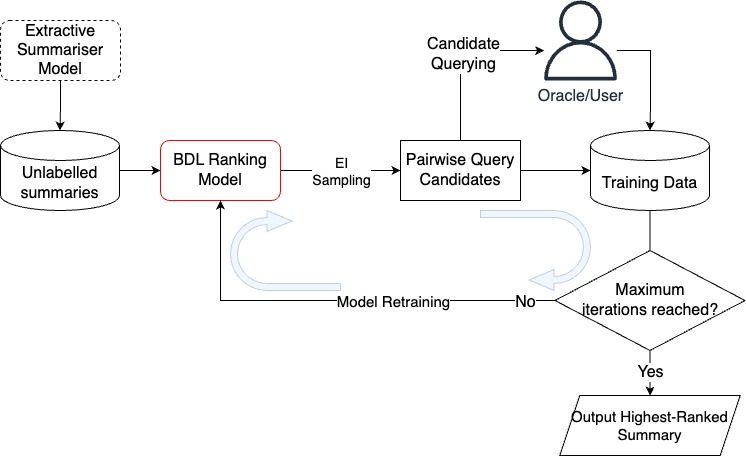 Extractive
Summariser
Model
Candidate
Querying
Oracle/User
Unlabelled
summaries
BDL Ranking
Model
EI
Sampling
Pairwise Query
Candidates
Training Data
Maximum
iterations reached?
No
Model Retraining
Yes
Output Highest-Ranked
Summary